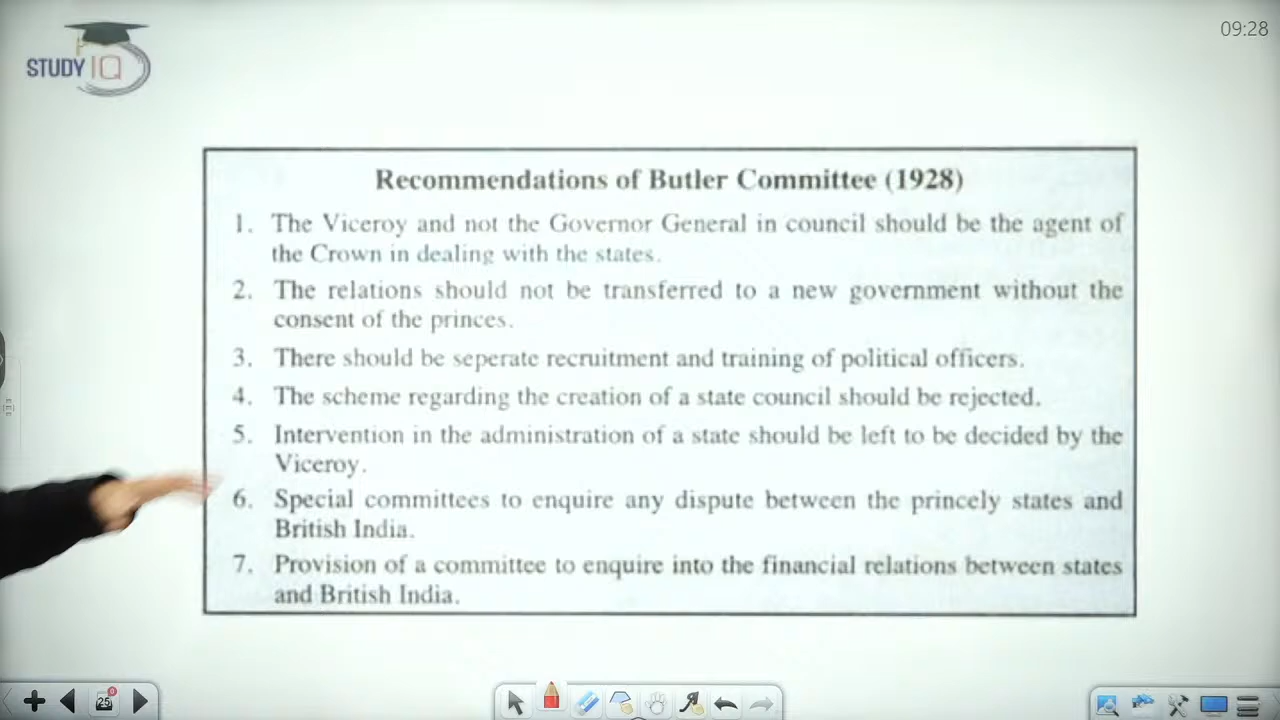 STUDY IQ
09:28
Recommendations of Butler Committee (1928)
1. The Viceroy and not the Governor General in council should be the agent of
the Crown in dealing with the states.
2. The relations should not be transferred to a new government without the
consent of the princes.
3. There should be seperate recruitment and training of political officers.
4. The scheme regarding the creation of a state council should be rejected.
5. Intervention in the administration of a state should be left to be decided by the
Viceroy.
6. Special committees to enquire any dispute between the princely states and
British India.
7. Provision of a committee to enquire into the financial relations between states
and British India.
25